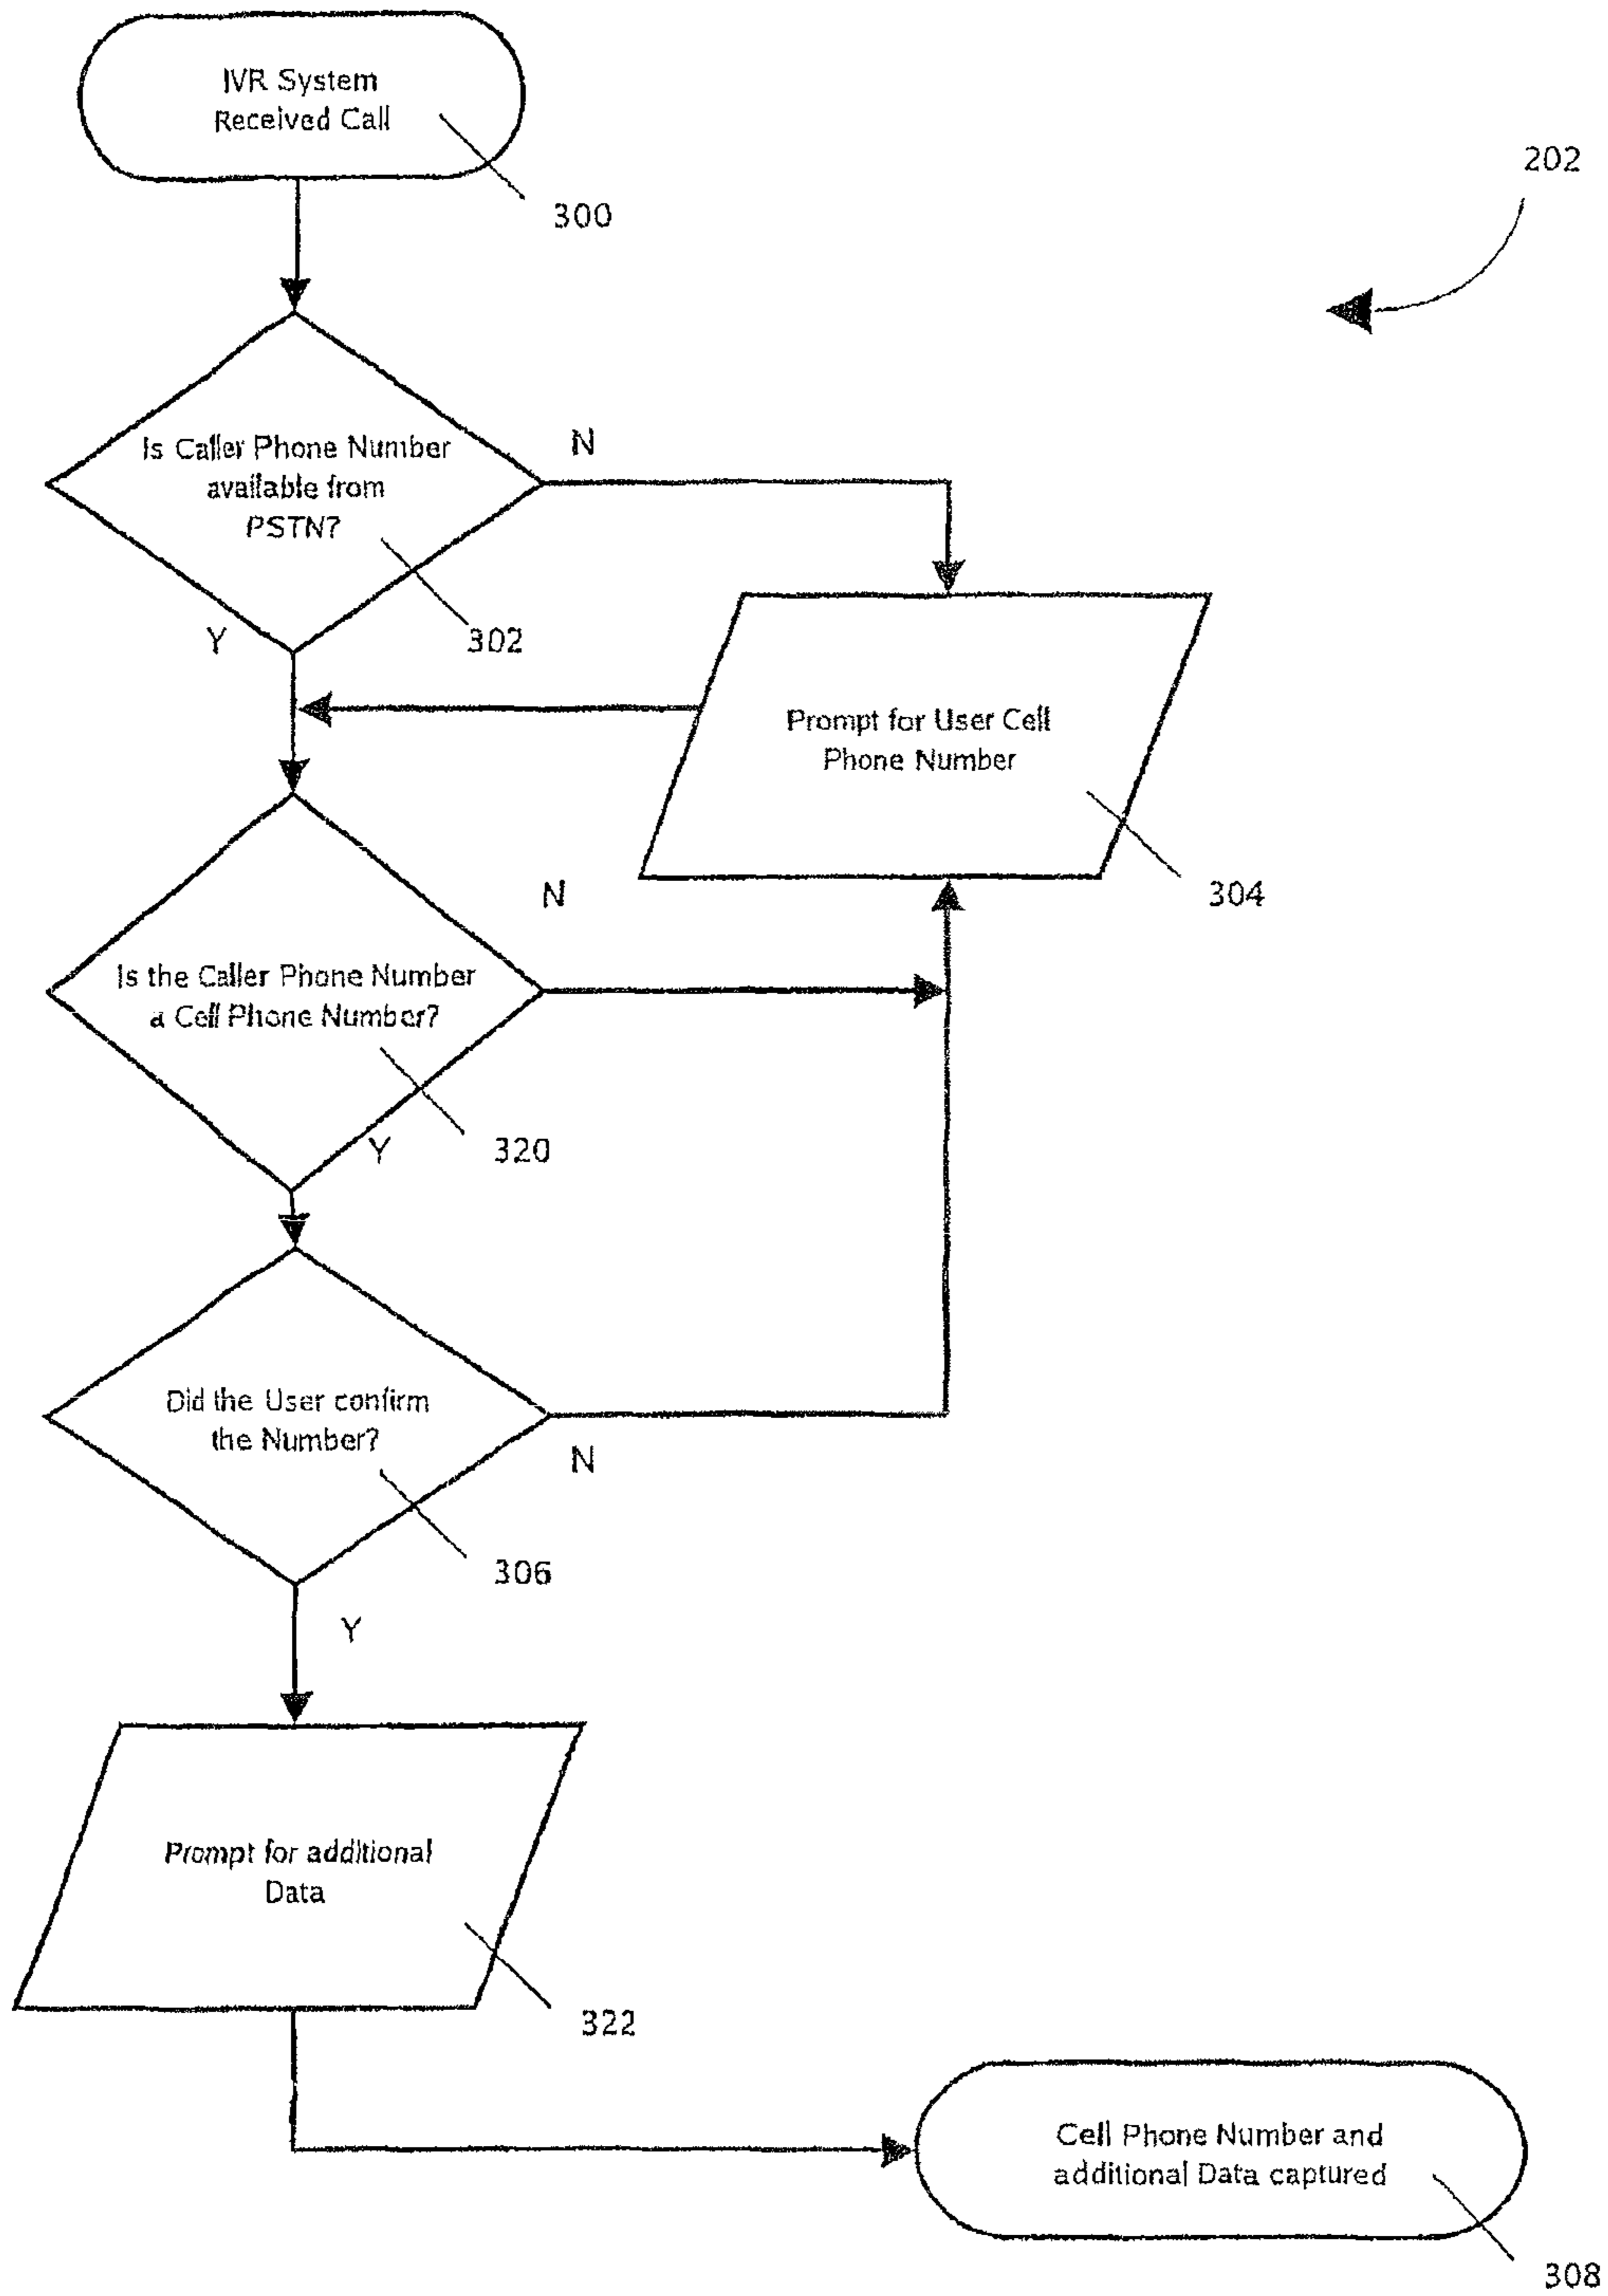 IVR System
Received Call
300
202
Is Caller Phone Number
available from
PSTN?
N
Y
302
Prompt for User Cell
Phone Number
304
N
Is the Caller Phone Number
a Cell Phone Number?
Y
320
Did the User confirm
the Number?
N
306
Y
Prompt for additional
Data
322
Cell Phone Number and
additional Data captured
308